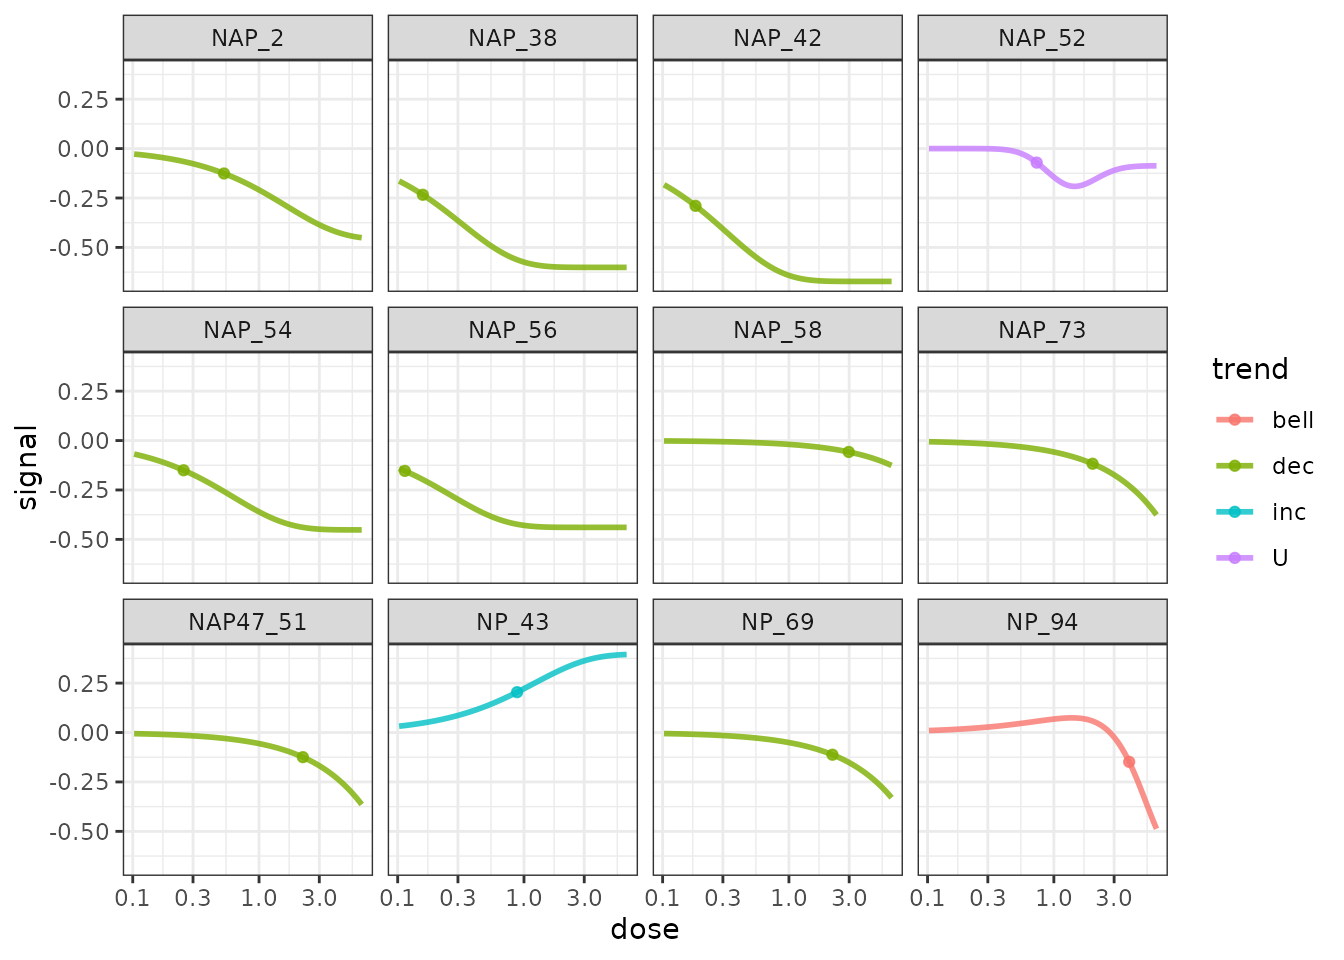 NAP_2 NAP_38 NAP_42 NAP_52
0.25
0.00
-0.25
-0.50
NAP_54 NAP_56 NAP_58 NAP_73
0.25
0.00
-0.25
-0.50
NAP47_51 NP_43 NP_69 NP_94
0.25
0.00
-0.25
-0.50
0.1 0.3 1.0 3.0 0.1 0.3 1.0 3.0 0.1 0.3 1.0 3.0 0.1 0.3 1.0 3.0
dose
signal
trend
bell
dec
inc
U